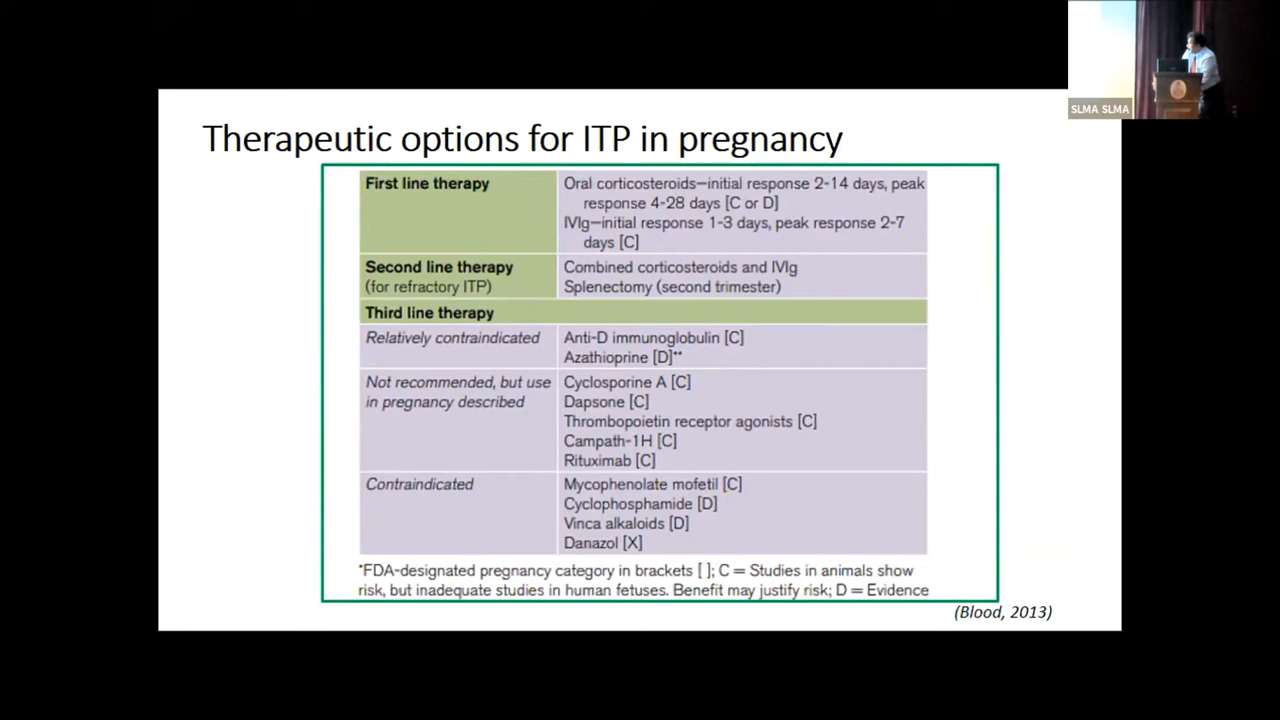 SLMA SLMA
Therapeutic options for ITP in pregnancy
First line therapy
Oral corticosteroids—initial response 2-14 days, peak
response 4-28 days [C or D]
IVIg—initial response 1-3 days, peak response 2-7
days [C]
Second line therapy
(for refractory ITP)
Combined corticosteroids and IVIg
Splenectomy (second trimester)
Third line therapy
Relatively contraindicated
Anti-D immunoglobulin [C]
Azathioprine [D]**
Not recommended, but use
in pregnancy described
Cyclosporine A [C]
Dapsone [C]
Thrombopoietin receptor agonists [C]
Campath-1H [C]
Rituximab [C]
Contraindicated
Mycophenolate mofetil [C]
Cyclophosphamide [D]
Vinca alkaloids [D]
Danazol [X]
*FDA-designated pregnancy category in brackets [ ]; C = Studies in animals show
risk, but inadequate studies in human fetuses. Benefit may justify risk; D = Evidence
(Blood, 2013)